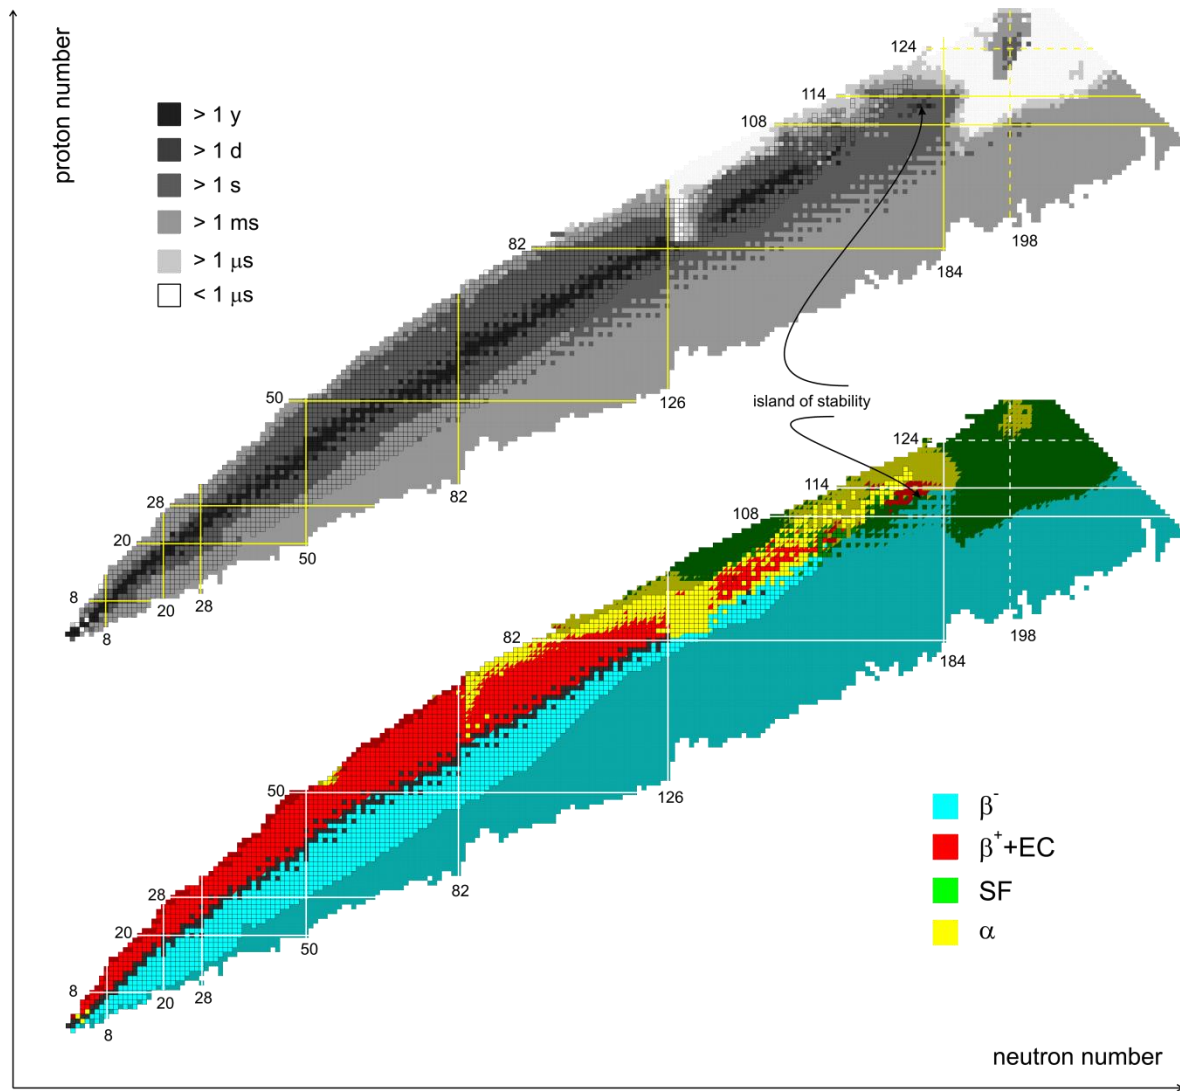 proton number
> 1 y
> 1 d
> 1 s
> 1 ms
> 1 μs
< 1 μs
124
114
108
198
184
82
126
50
82
28
50
20
20
28
8
8
island of stability
124
114
108
198
184
82
126
50
82
28
50
20
20
28
8
8
β-
β++EC
SF
α
neutron number